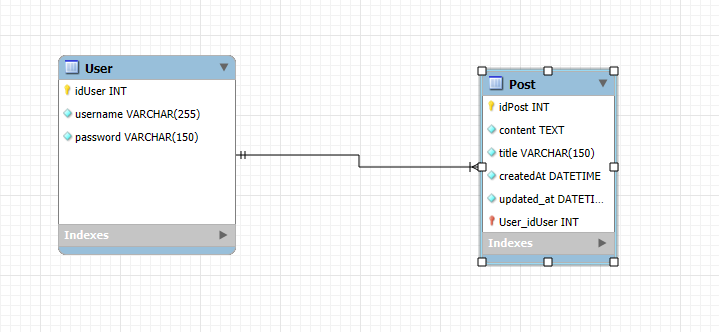 User
idUser INT
username VARCHAR(255)
password VARCHAR(150)
Indexes
Post
idPost INT
content TEXT
title VARCHAR(150)
createdAt DATETIME
updated_at DATETI...
User_idUser INT
Indexes